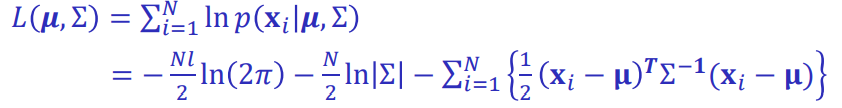 L(μ, Σ) = ∑ᵢ₌₁ᴺ ln p(xᵢ|μ, Σ)
= − Nl/2 ln(2π) − N/2 ln|Σ| − ∑ᵢ₌₁ᴺ {1/2 (xᵢ − μ)ᵀΣ⁻¹(xᵢ − μ)}